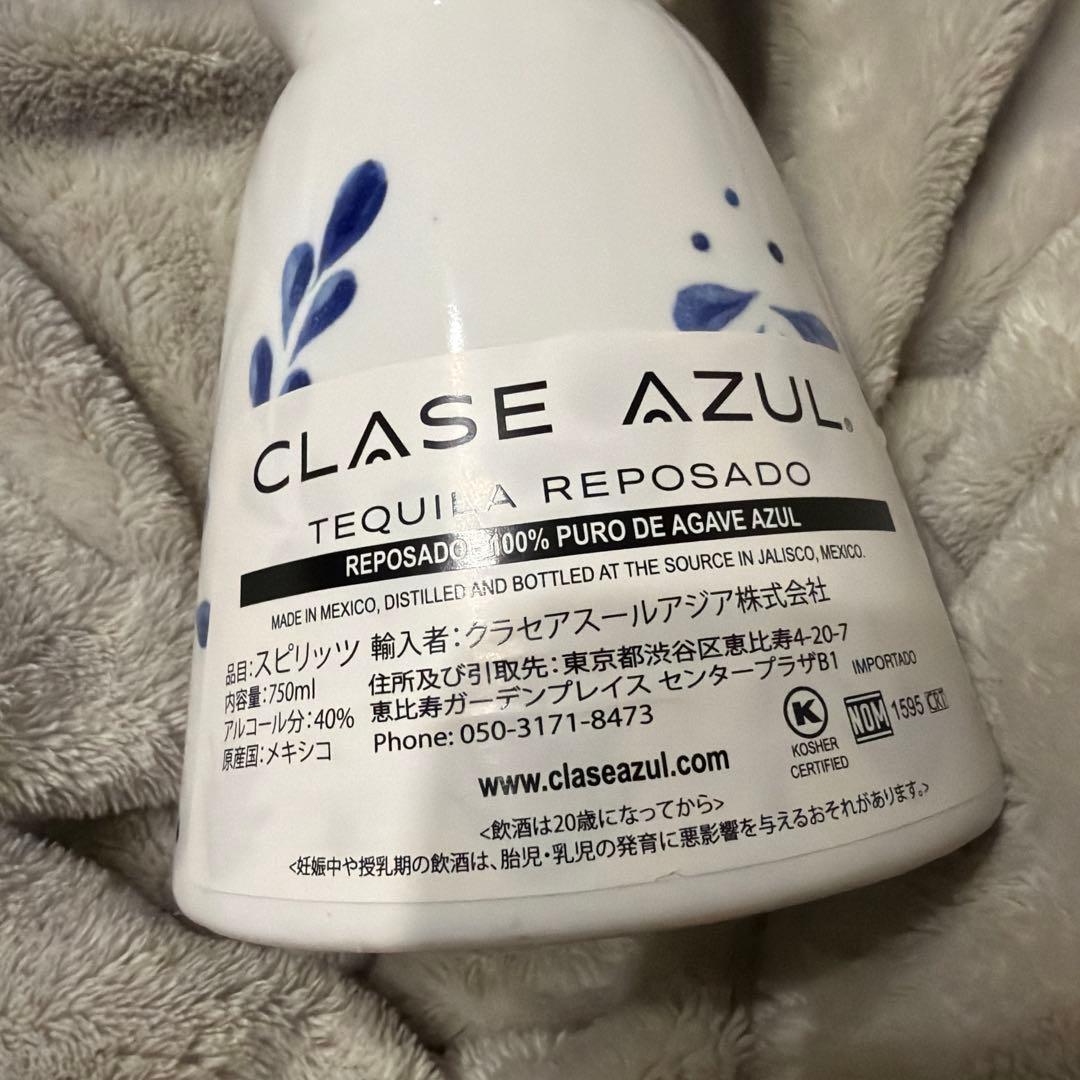 CLASE AZUL®
TEQUILA REPOSADO
REPOSADO 100% PURO DE AGAVE AZUL
MADE IN MEXICO, DISTILLED AND BOTTLED AT THE SOURCE IN JALISCO, MEXICO.
品目:スピリッツ
内容量:750ml
アルコール分:40%
原産国:メキシコ
輸入者:クラセアスールアジア株式会社
住所及び引取先:東京都渋谷区恵比寿4-20-7
恵比寿ガーデンプレイス センタープラザB1
Phone: 050-3171-8473
IMPORTADO
K
KOSHER
CERTIFIED
NOM 1595 CRT
www.claseazul.com
<飲酒は20歳になってから>
<妊娠中や授乳期の飲酒は、胎児・乳児の発育に悪影響を与えるおそれがあります。>